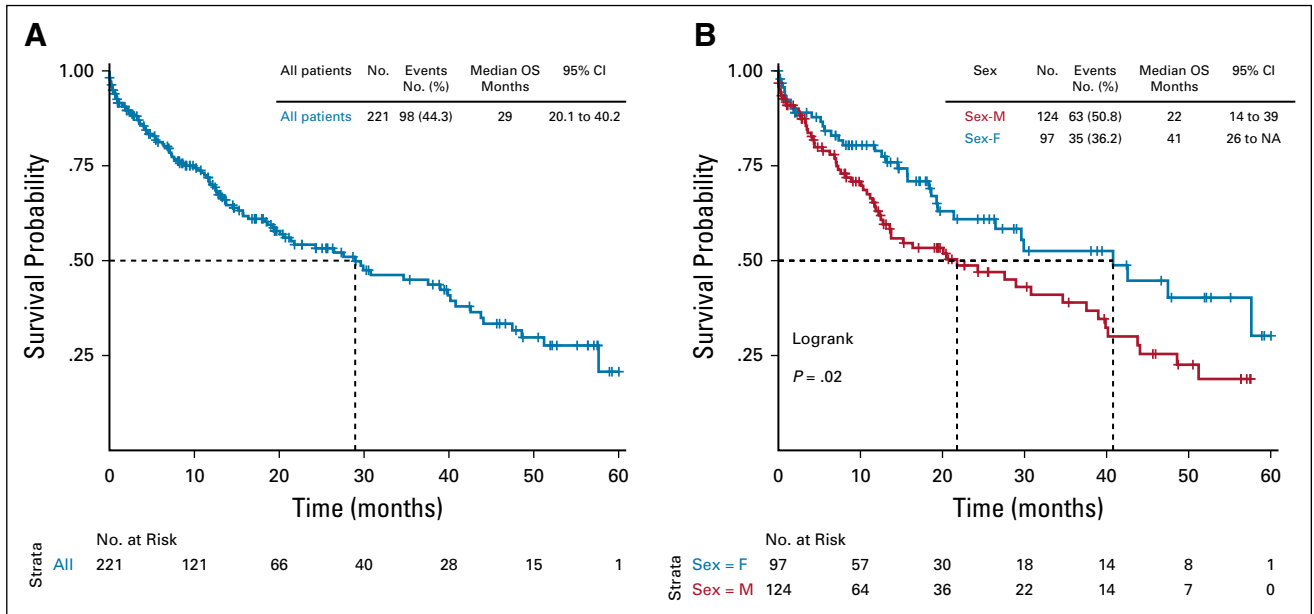 A
All patients No. Events No. (%) Median OS Months 95% CI
All patients 221 98 (44.3) 29 20.1 to 40.2
Survival Probability
1.00
.75
.50
.25
0 10 20 30 40 50 60
Time (months)
No. at Risk
Strata
All 221 121 66 40 28 15 1
B
Sex No. Events No. (%) Median OS Months 95% CI
Sex-M 124 63 (50.8) 22 14 to 39
Sex-F 97 35 (36.2) 41 26 to NA
Survival Probability
1.00
.75
.50
.25
Logrank
P = .02
0 10 20 30 40 50 60
Time (months)
No. at Risk
Strata
Sex = F 97 57 30 18 14 8 1
Sex = M 124 64 36 22 14 7 0